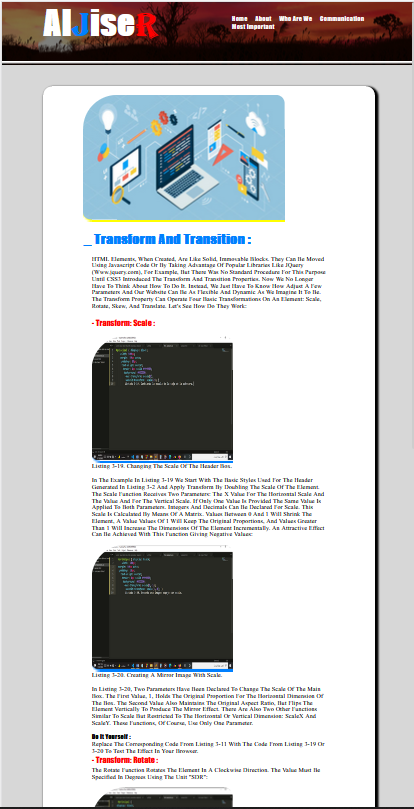 AlJiseR
Home About Who Are We Communication
Most Important
_ Transform And Transition :
HTML Elements, When Created, Are Like Solid, Immovable Blocks. They Can Be Moved
Using Javascript Code Or By Taking Advantage Of Popular Libraries Like JQuery
(Www.jquery.com), For Example, But There Was No Standard Procedure For This Purpose
Until CSS3 Introduced The Transform And Transition Properties. Now We No Longer
Have To Think About How To Do It. Instead, We Just Have To Know How Adjust A Few
Parameters And Our Website Can Be As Flexible And Dynamic As We Imagine It To Be.
The Transform Property Can Operate Four Basic Transformations On An Element: Scale,
Rotate, Skew, And Translate. Let's See How Do They Work:
- Transform: Scale :
Listing 3-19. Changing The Scale Of The Header Box.
In The Example In Listing 3-19 We Start With The Basic Styles Used For The Header
Generated In Listing 3-2 And Apply Transform By Doubling The Scale Of The Element.
The Scale Function Receives Two Parameters: The X Value For The Horizontal Scale And
The Value And For The Vertical Scale. If Only One Value Is Provided The Same Value Is
Applied To Both Parameters. Integers And Decimals Can Be Declared For Scale. This
Scale Is Calculated By Means Of A Matrix. Values Between 0 And 1 Will Shrink The
Element, A Value Values Of 1 Will Keep The Original Proportions, And Values Greater
Than 1 Will Increase The Dimensions Of The Element Incrementally. An Attractive Effect
Can Be Achieved With This Function Giving Negative Values:
Listing 3-20. Creating A Mirror Image With Scale.
In Listing 3-20, Two Parameters Have Been Declared To Change The Scale Of The Main
Box. The First Value, 1, Holds The Original Proportion For The Horizontal Dimension Of
The Box. The Second Value Also Maintains The Original Aspect Ratio, But Flips The
Element Vertically To Produce The Mirror Effect. There Are Also Two Other Functions
Similar To Scale But Restricted To The Horizontal Or Vertical Dimension: ScaleX And
ScaleY. These Functions, Of Course, Use Only One Parameter.
Do It Yourself :
Replace The Corresponding Code From Listing 3-11 With The Code From Listing 3-19 Or
3-20 To Test The Effect In Your Browser.
- Transform: Rotate :
The Rotate Function Rotates The Element In A Clockwise Direction. The Value Must Be
Specified In Degrees Using The Unit "SDR":